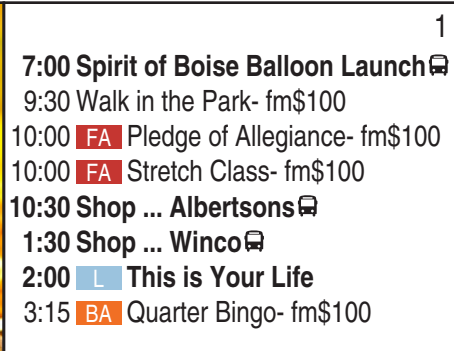 1
7:00 Spirit of Boise Balloon Launch
9:30 Walk in the Park- fm$100
10:00 FA Pledge of Allegiance- fm$100
10:00 FA Stretch Class- fm$100
10:30 Shop ... Albertsons
1:30 Shop ... Winco
2:00 L This is Your Life
3:15 BA Quarter Bingo- fm$100